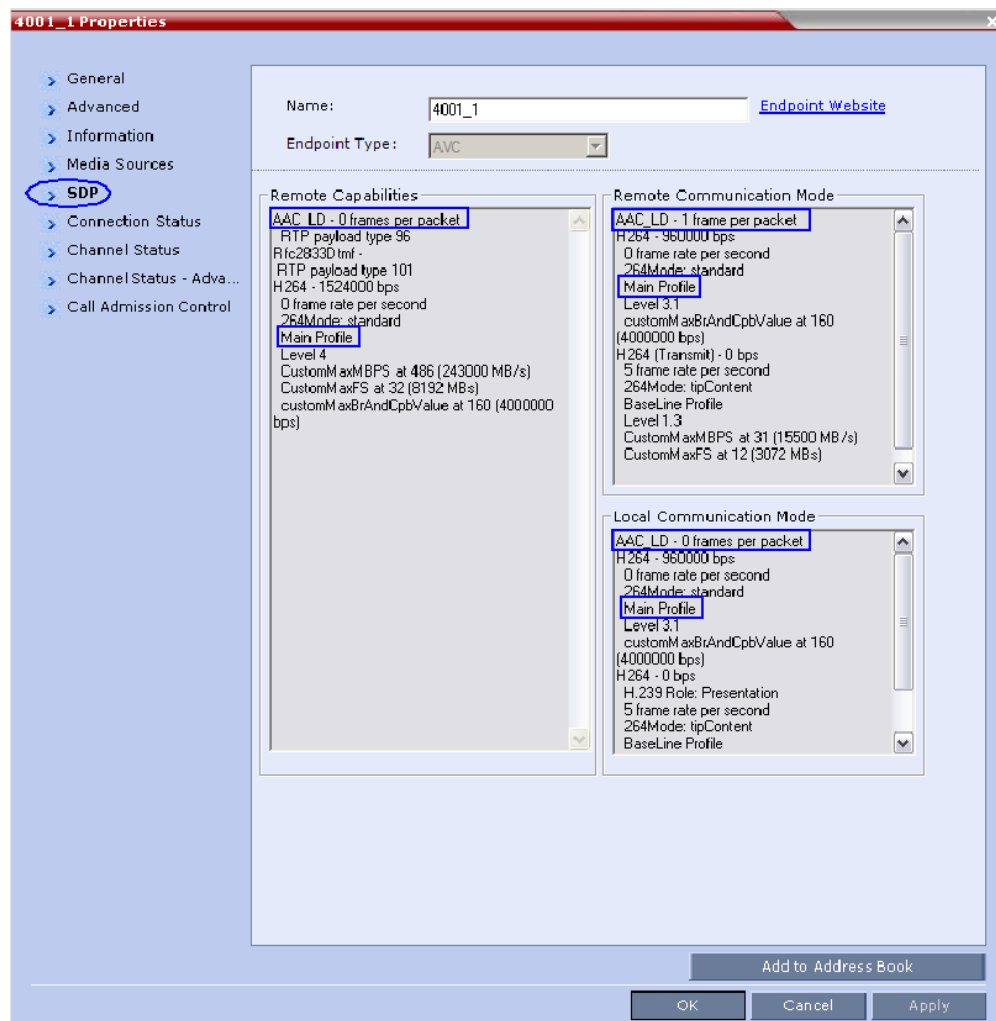 4001_1 Properties
General
Advanced
Information
Media Sources
SDP
Connection Status
Channel Status
Channel Status - Adva...
Call Admission Control
Name:
4001_1
Endpoint Website
Endpoint Type:
AVC
Remote Capabilities
AAC_LD - 0 frames per packet
RTP payload type 96
Rfc2833Dtmf -
RTP payload type 101
H264 - 1524000 bps
0 frame rate per second
264Mode: standard
Main Profile
Level 4
CustomMaxMBPS at 486 (243000 MB/s)
CustomMaxFS at 32 (8192 MBs)
customMaxBrAndCpbValue at 160 (4000000
bps)
Remote Communication Mode
AAC_LD - 1 frame per packet
H264 - 960000 bps
0 frame rate per second
264Mode: standard
Main Profile
Level 3.1
customMaxBrAndCpbValue at 160
(4000000 bps)
H264 (Transmit) - 0 bps
5 frame rate per second
264Mode: tipContent
BaseLine Profile
Level 1.3
CustomMaxMBPS at 31 (15500 MB/s)
CustomMaxFS at 12 (3072 MBs)
Local Communication Mode
AAC_LD - 0 frames per packet
H264 - 960000 bps
0 frame rate per second
264Mode: standard
Main Profile
Level 3.1
customMaxBrAndCpbValue at 160
(4000000 bps)
H264 - 0 bps
H.239 Role: Presentation
5 frame rate per second
264Mode: tipContent
BaseLine Profile
Add to Address Book
OK
Cancel
Apply